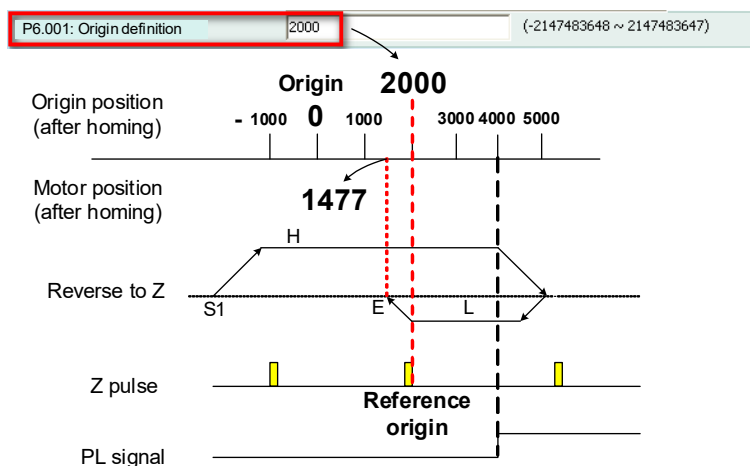 P6.001: Origin definition 2000 (-2147483648 ~ 2147483647)
Origin 2000
Origin position
(after homing)
- 1000 0 1000 3000 4000 5000
Motor position
(after homing)
1477
H
Reverse to Z
S1 E L
Z pulse
Reference
origin
PL signal